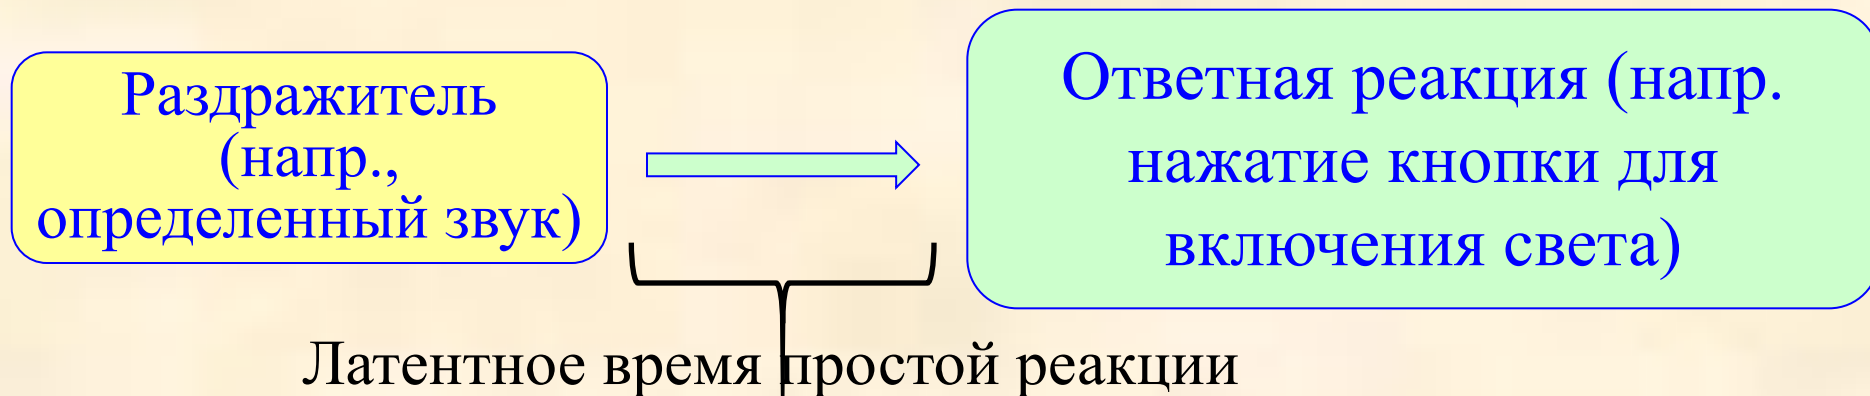 Раздражитель
(напр.,
определенный звук)
Ответная реакция (напр.
нажатие кнопки для
включения света)
Латентное время простой реакции